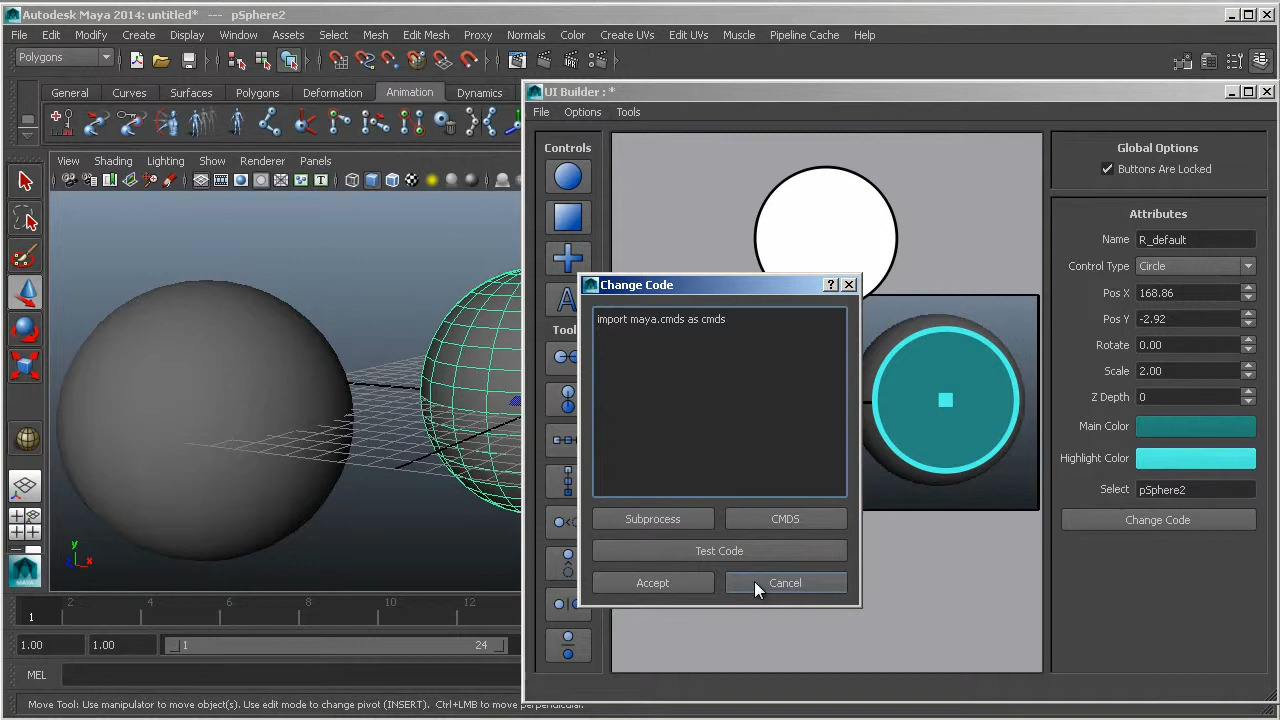 Autodesk Maya 2014: untitled* --- pSphere2
File Edit Modify Create Display Window Assets Select Mesh Edit Mesh Proxy Normals Color Create UVs Edit UVs Muscle Pipeline Cache Help
Polygons
General Curves Surfaces Polygons Deformation Animation Dynamics
View Shading Lighting Show Renderer Panels
UI Builder : *
File Options Tools
Controls
A
Tool
Change Code
import maya.cmds as cmds
Subprocess CMDS
Test Code
Accept Cancel
Global Options
Buttons Are Locked
Attributes
Name R_default
Control Type Circle
Pos X 168.86
Pos Y -2.92
Rotate 0.00
Scale 2.00
Z Depth 0
Main Color
Highlight Color
Select pSphere2
Change Code
y
x
MAYA
2 4 6 8 10 12
1
1.00 1.00 1 24
MEL
Move Tool: Use manipulator to move object(s). Use edit mode to change pivot (INSERT). Ctrl+LMB to move perpendicular.